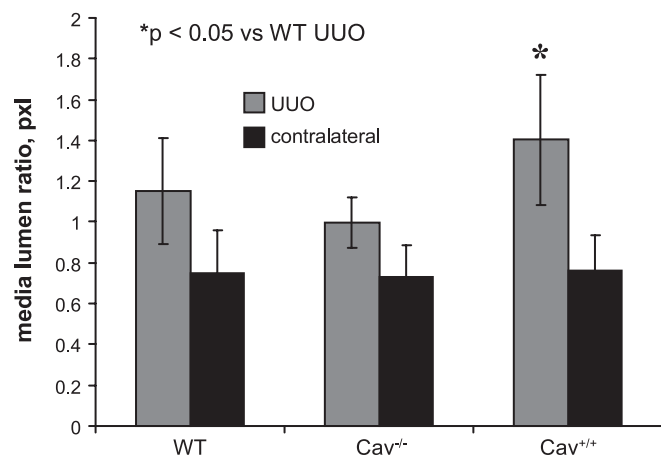 2
*p < 0.05 vs WT UUO
1.8
*
1.6
UUO
1.4
contralateral
1.2
1
0.8
0.6
0.4
0.2
0
media lumen ratio, pxl
WT
Cav-/-
Cav+/+